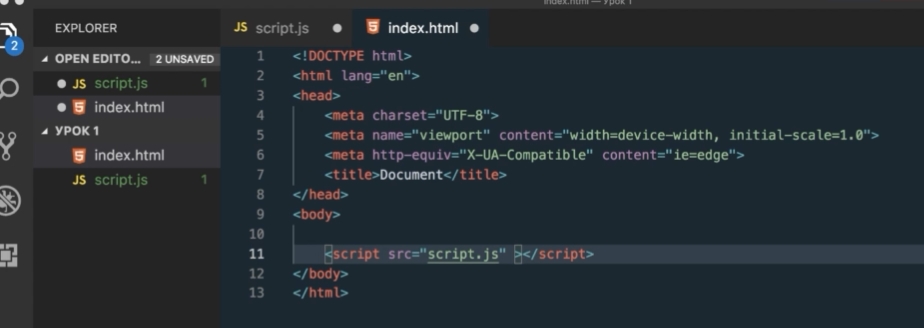 index.html — Урок 1
EXPLORER
JS script.js
index.html
OPEN EDITO... 2 UNSAVED
JS script.js 1
index.html
УРОК 1
index.html
JS script.js 1
2
1 <!DOCTYPE html>
2 <html lang="en">
3 <head>
4 <meta charset="UTF-8">
5 <meta name="viewport" content="width=device-width, initial-scale=1.0">
6 <meta http-equiv="X-UA-Compatible" content="ie=edge">
7 <title>Document</title>
8 </head>
9 <body>
10
11 <script src="script.js" ></script>
12 </body>
13 </html>